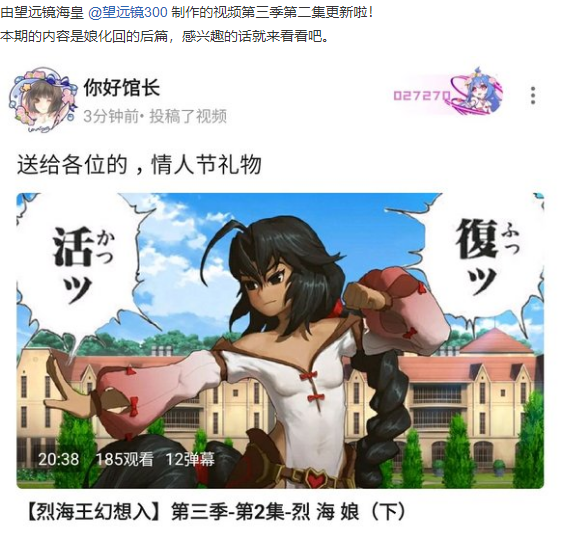 由望远镜海皇 @望远镜300 制作的视频第三季第二集更新啦！
本期的内容是娘化回的后篇，感兴趣的话就来看看吧。
你好馆长
027270
3分钟前·投稿了视频
送给各位的，情人节礼物
復ッ
ふっ
活ッ
かつ
20:38 185观看 12弹幕
【烈海王幻想入】第三季-第2集-烈 海 娘（下）